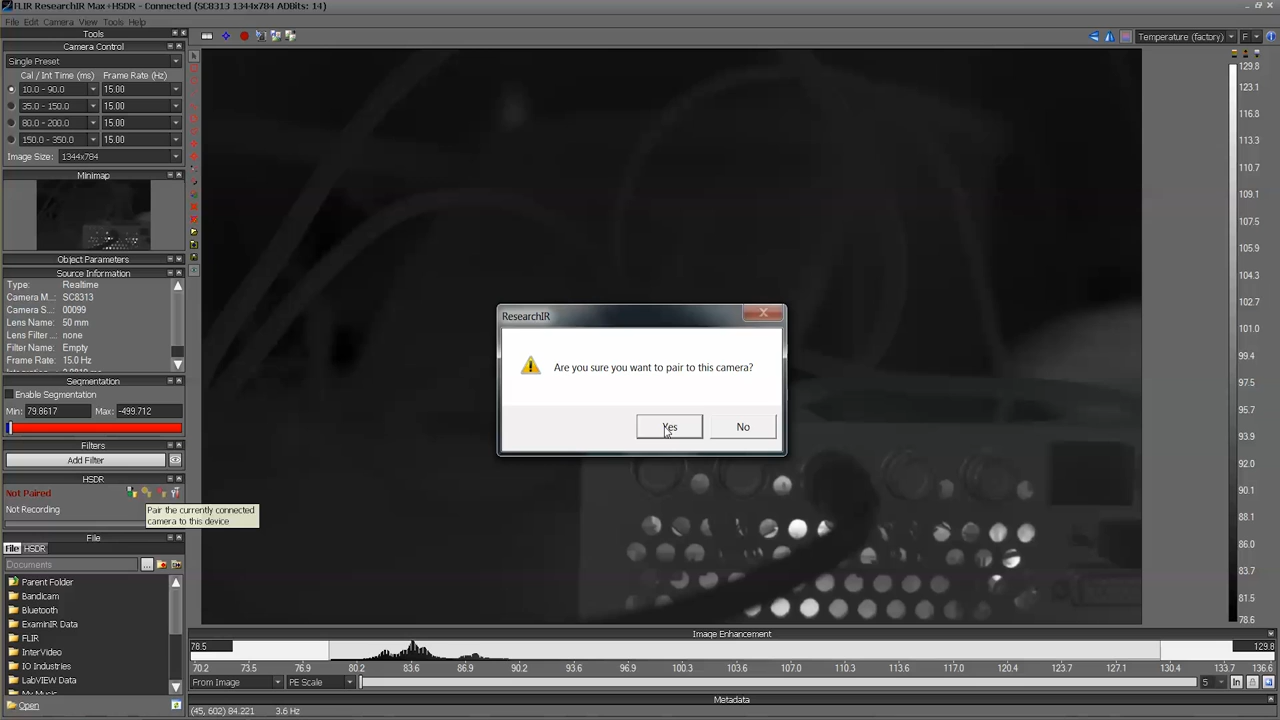 FLIR ResearchIR Max+HSDR - Connected (SC8313 1344x784 ADBits: 14)
File Edit Camera View Tools Help
Temperature (factory) F
Tools
Camera Control
Single Preset
Cal / Int Time (ms) Frame Rate (Hz)
10.0 - 90.0 15.00
35.0 - 150.0 15.00
80.0 - 200.0 15.00
150.0 - 350.0 15.00
Image Size: 1344x784
Minimap
Object Parameters
Source Information
Type: Realtime
Camera M... SC8313
Camera S... 00099
Lens Name: 50 mm
Lens Filter ... none
Filter Name: Empty
Frame Rate: 15.0 Hz
Segmentation
Enable Segmentation
Min: 79.8617 Max: -499.712
Filters
Add Filter
HSDR
Not Paired
Not Recording
Pair the currently connected
camera to this device
File
File HSDR
Documents ...
Parent Folder
Bandicam
Bluetooth
ExaminIR Data
FLIR
InterVideo
IO Industries
LabVIEW Data
My Music
Open
ResearchIR
Are you sure you want to pair to this camera?
Yes No
129.8
123.1
116.8
113.3
110.7
107.5
105.9
104.3
102.7
101.0
99.4
97.5
95.7
93.9
92.0
90.1
88.1
86.0
83.7
81.5
78.6
Image Enhancement
78.5 129.8
70.2 73.5 76.9 80.2 83.6 86.9 90.2 93.6 96.9 100.3 103.6 107.0 110.3 113.7 117.0 120.4 123.7 127.1 130.4 133.7 136.6
From Image PE Scale 5 In
Metadata
(45, 602) 84.221 3.6 Hz